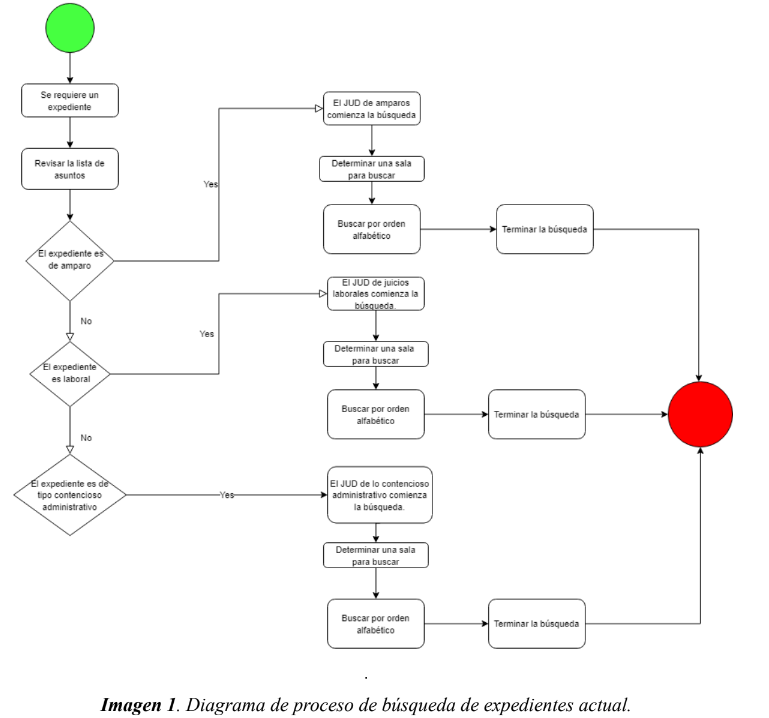 Se requiere un
expediente
Revisar la lista de
asuntos
El expediente es
de amparo
Yes
El JUD de amparos
comienza la búsqueda
Determinar una sala
para buscar
Buscar por orden
alfabético
Terminar la búsqueda
No
El expediente
es laboral
Yes
El JUD de juicios
laborales comienza la
búsqueda.
Determinar una sala
para buscar
Buscar por orden
alfabético
Terminar la búsqueda
No
El expediente es de
tipo contencioso
administrativo
Yes
El JUD de lo contencioso
administrativo comienza
la búsqueda.
Determinar una sala
para buscar
Buscar por orden
alfabético
Terminar la búsqueda
.
Imagen 1. Diagrama de proceso de búsqueda de expedientes actual.